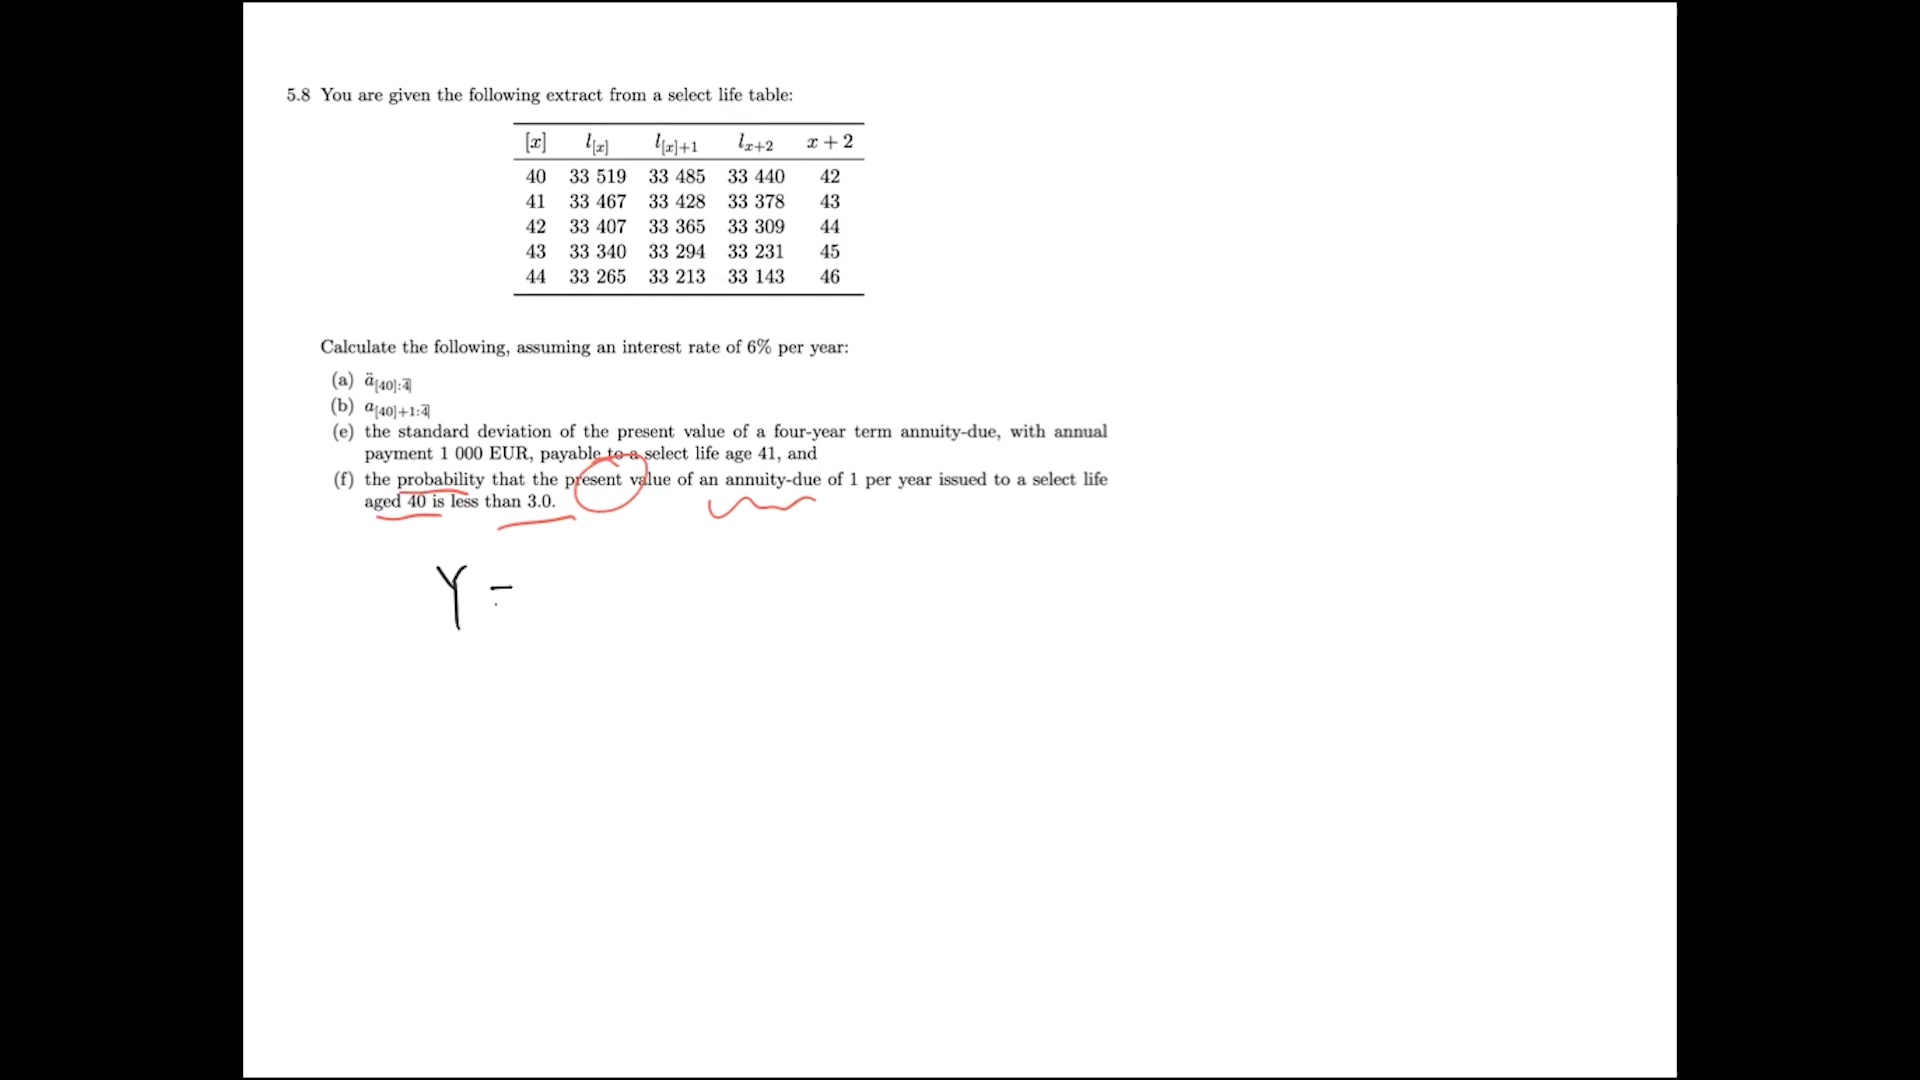 5.8 You are given the following extract from a select life table:
[x] l[x] l[x]+1 lx+2 x + 2
40 33 519 33 485 33 440 42
41 33 467 33 428 33 378 43
42 33 407 33 365 33 309 44
43 33 340 33 294 33 231 45
44 33 265 33 213 33 143 46
Calculate the following, assuming an interest rate of 6% per year:
(a) ä[40]:4̅|
(b) a[40]+1:4̅|
(e) the standard deviation of the present value of a four-year term annuity-due, with annual
payment 1 000 EUR, payable to a select life age 41, and
(f) the probability that the present value of an annuity-due of 1 per year issued to a select life
aged 40 is less than 3.0.
Y =